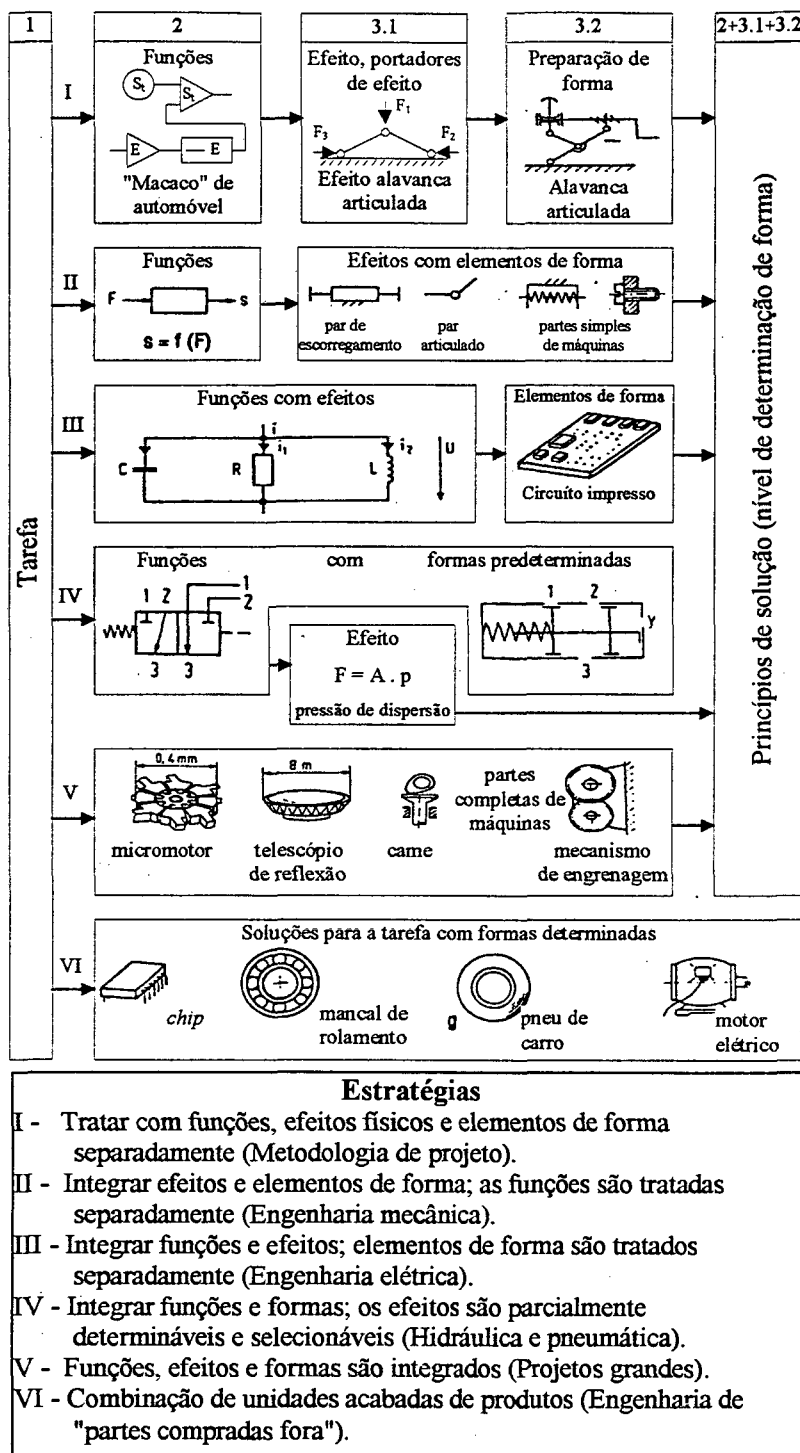 1
2
3.1
3.2
2+3.1+3.2
Tarefa
Princípios de solução (nível de determinação de forma)
I
Funções
S_t
S_t
E
E
"Macaco" de
automóvel
Efeito, portadores
de efeito
F₁
F₃
F₂
Efeito alavanca
articulada
Preparação de
forma
Alavanca
articulada
II
Funções
F
s
s = f (F)
Efeitos com elementos de forma
par de
escorregamento
par
articulado
partes simples
de máquinas
III
Funções com efeitos
i
i₁
i₂
C
R
L
U
Elementos de forma
Circuíto impresso
IV
Funções com formas predeterminadas
1 2
1
2
3 3
Efeito
F = A . p
pressão de dispersão
1 2
y
3
V
0,4mm
micromotor
8 m
telescópio
de reflexão
came
partes
completas de
máquinas
mecanismo
de engrenagem
VI
Soluções para a tarefa com formas determinadas
chip
mancal de
rolamento
g
pneu de
carro
motor
elétrico
Estratégias
I - Tratar com funções, efeitos físicos e elementos de forma
separadamente (Metodologia de projeto).
II - Integrar efeitos e elementos de forma; as funções são tratadas
separadamente (Engenharia mecânica).
III - Integrar funções e efeitos; elementos de forma são tratados
separadamente (Engenharia elétrica).
IV - Integrar funções e formas; os efeitos são parcialmente
determináveis e selecionáveis (Hidráulica e pneumática).
V - Funções, efeitos e formas são integrados (Projetos grandes).
VI - Combinação de unidades acabadas de produtos (Engenharia de
"partes compradas fora").